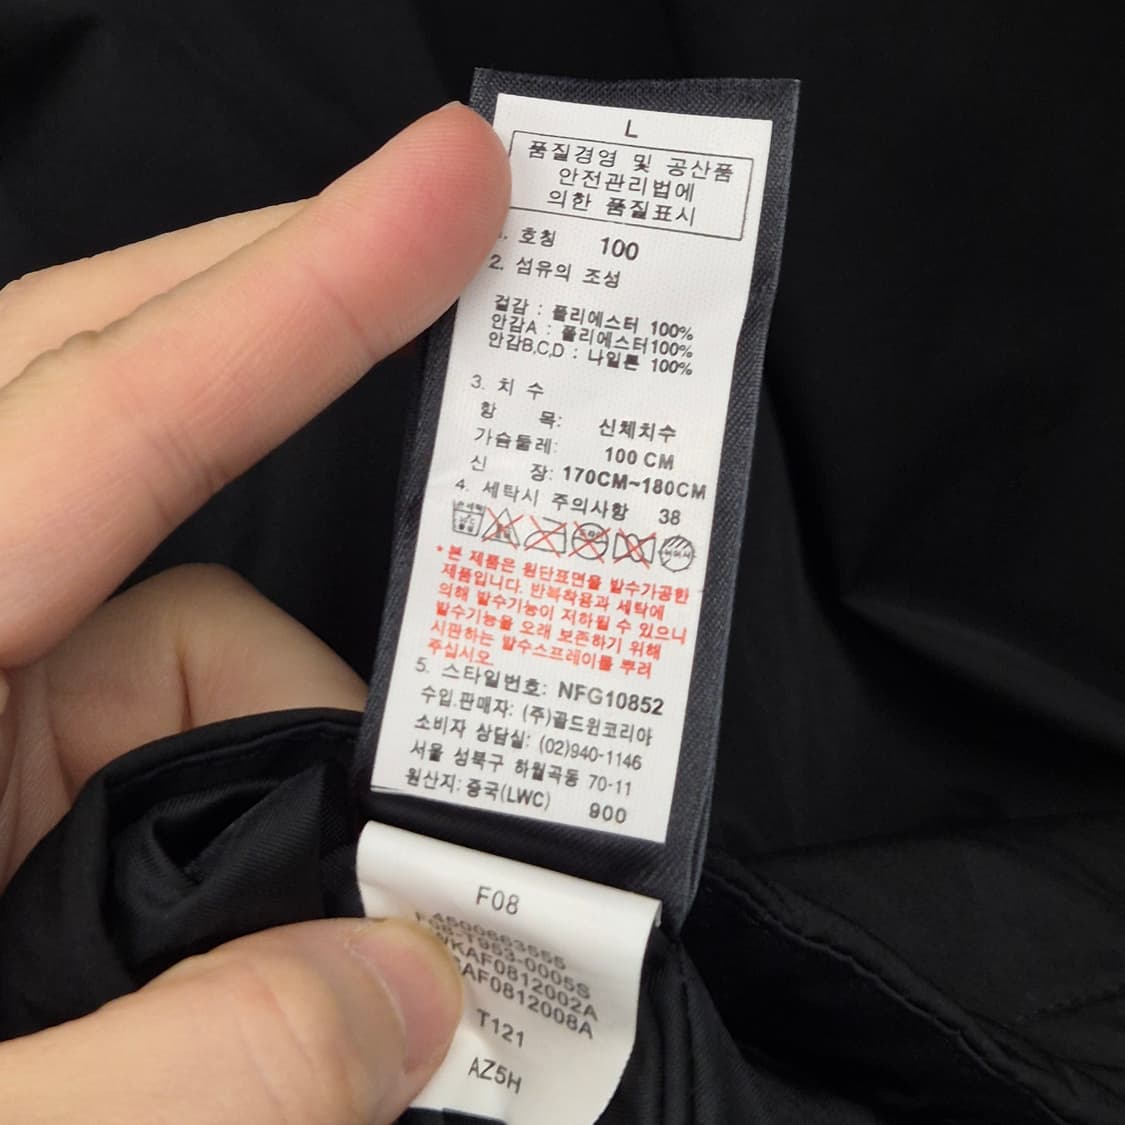 L
품질경영 및 공산품
안전관리법에
의한 품질표시
1. 호칭 100
2. 섬유의 조성
겉감 : 폴리에스터 100%
안감A : 폴리에스터100%
안감B,C,D : 나일론 100%
3. 치 수
항 목: 신체치수
가슴둘레: 100 CM
신 장: 170CM~180CM
4. 세탁시 주의사항 38
*본 제품은 원단표면을 발수가공한
제품입니다. 반복착용과 세탁에
의해 발수기능이 저하될 수 있으니
발수기능을 오래 보존하기 위해
시판하는 발수스프레이를 뿌려
주십시오.
5. 스타일번호: NFG10852
수입.판매자: (주)골드윈코리아
소비자 상담실: (02)940-1146
서울 성북구 하월곡동 70-11
원산지: 중국(LWC) 900
F08
4500663555
F08-T953-0005S
WKAF0812002A
AF0812008A
T121
AZ5H